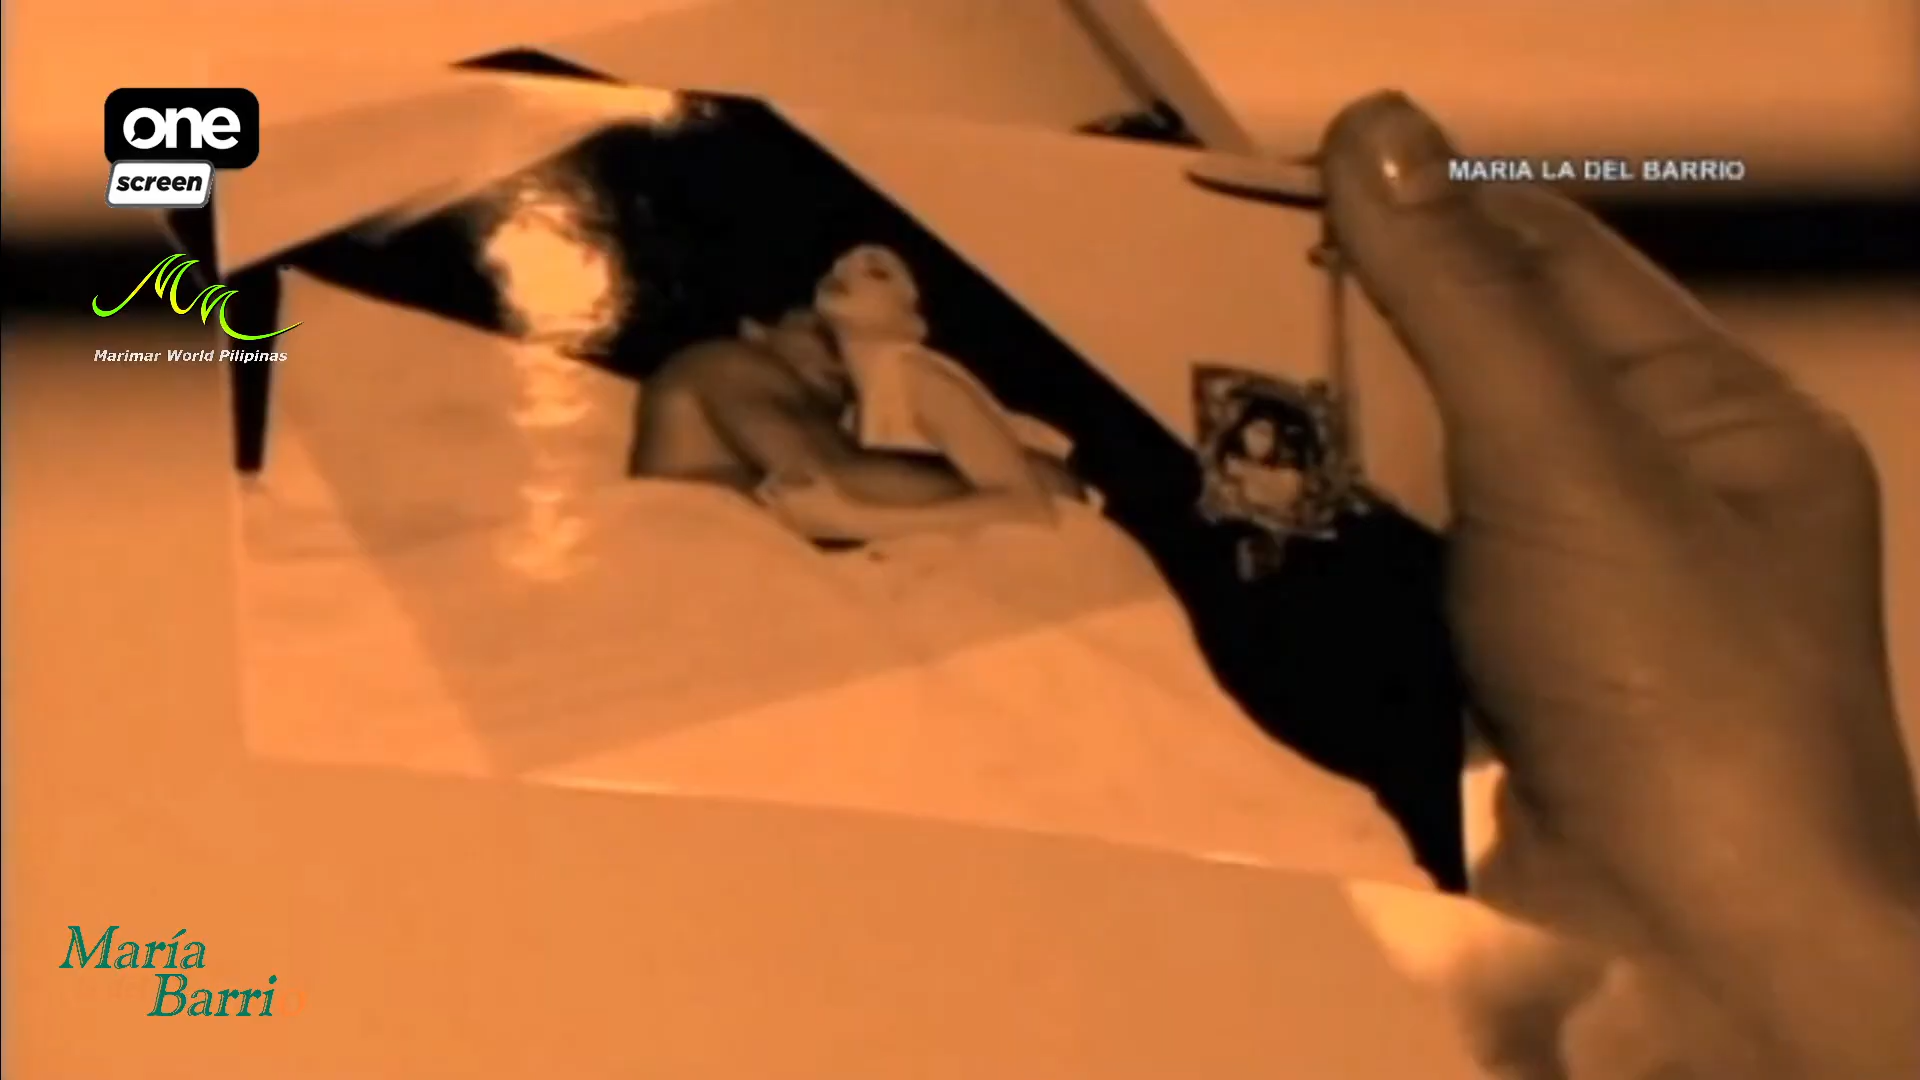 one
screen
MARIA LA DEL BARRIO
Marimar World Pilipinas
María
Barrio